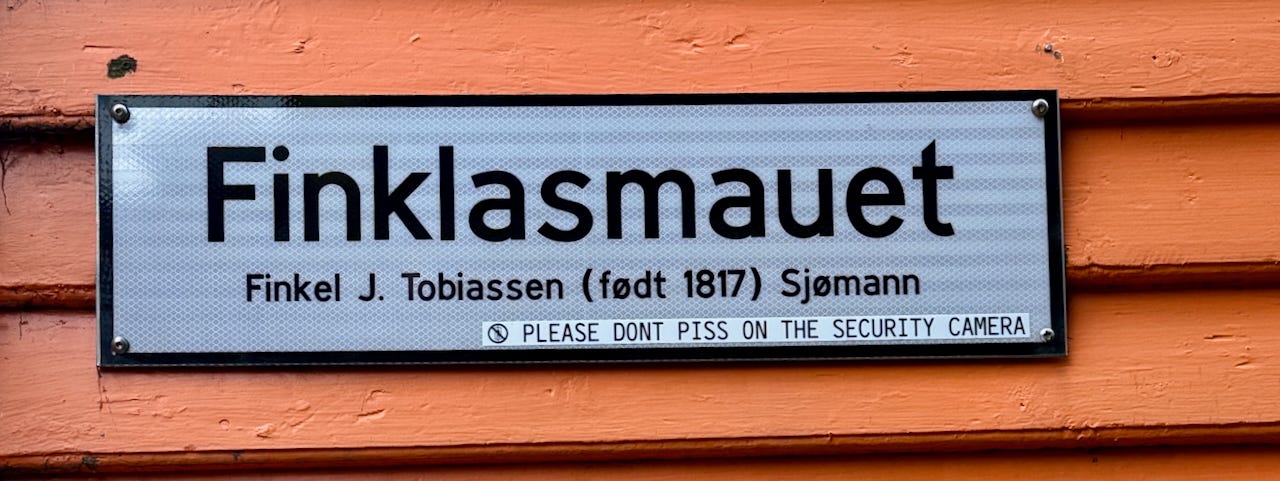 Finklasmauet
Finkel J. Tobiassen (født 1817) Sjømann
PLEASE DONT PISS ON THE SECURITY CAMERA